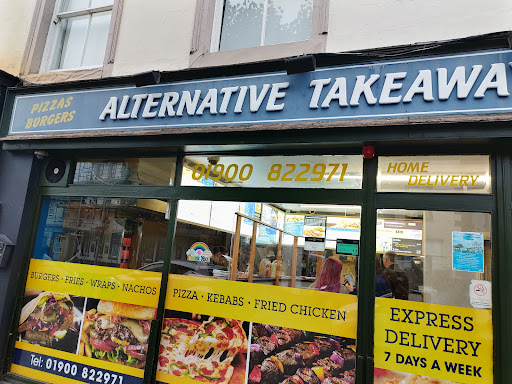 PIZZAS
BURGERS
ALTERNATIVE TAKEAWA
01900 822971
HOME
DELIVERY
BURGERS · FRIES · WRAPS · NACHOS
PIZZA · KEBABS · FRIED CHICKEN
EXPRESS
DELIVERY
7 DAYS A WEEK
Tel: 01900 822971